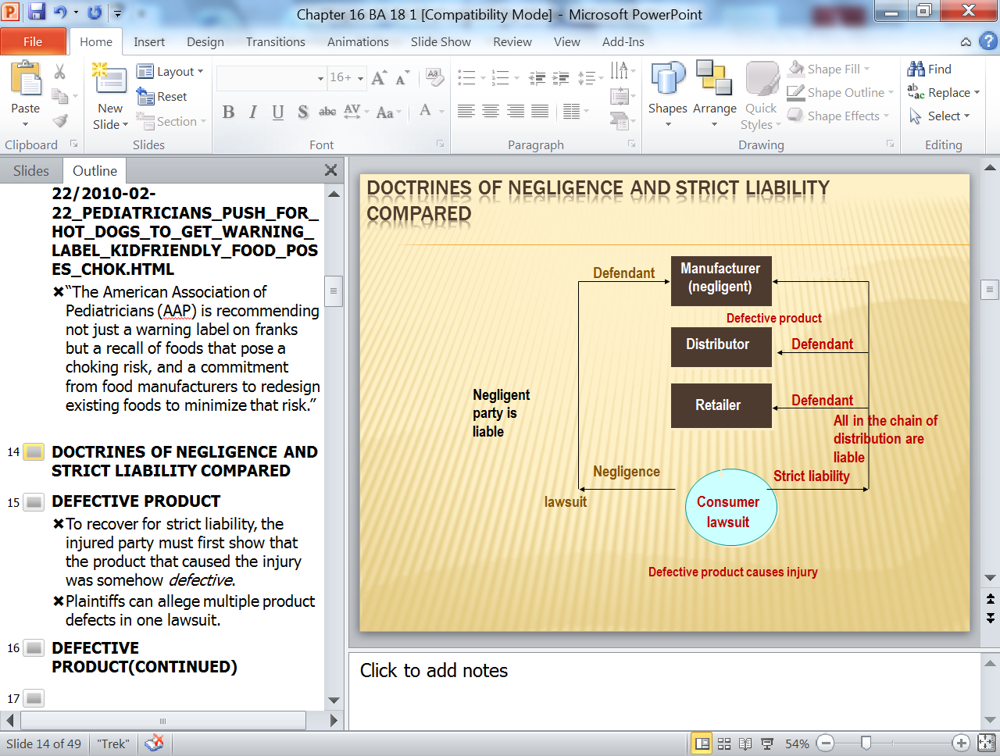 Chapter 16 BA 18 1 [Compatibility Mode] - Microsoft PowerPoint
File Home Insert Design Transitions Animations Slide Show Review View Add-Ins
Paste
Clipboard
New
Slide
Layout
Reset
Section
Slides
16+ A A Aa
B I U S abc AV Aa A
Font
Paragraph
Shapes
Arrange
Quick
Styles
Shape Fill
Shape Outline
Shape Effects
Drawing
Find
Replace
Select
Editing
Slides Outline
22/2010-02-
22_PEDIATRICIANS_PUSH_FOR_
HOT_DOGS_TO_GET_WARNING_
LABEL_KIDFRIENDLY_FOOD_POS
ES_CHOK.HTML
“The American Association of
Pediatricians (AAP) is recommending
not just a warning label on franks
but a recall of foods that pose a
choking risk, and a commitment
from food manufacturers to redesign
existing foods to minimize that risk.”
14 DOCTRINES OF NEGLIGENCE AND
STRICT LIABILITY COMPARED
15 DEFECTIVE PRODUCT
To recover for strict liability, the
injured party must first show that
the product that caused the injury
was somehow defective.
Plaintiffs can allege multiple product
defects in one lawsuit.
16 DEFECTIVE
PRODUCT(CONTINUED)
17
DOCTRINES OF NEGLIGENCE AND STRICT LIABILITY
COMPARED
Defendant
Manufacturer
(negligent)
Defective product
Distributor
Defendant
Retailer
Defendant
Negligent
party is
liable
All in the chain of
distribution are
liable
Negligence
lawsuit
Strict liability
Consumer
lawsuit
Defective product causes injury
Click to add notes
Slide 14 of 49 "Trek" 54%